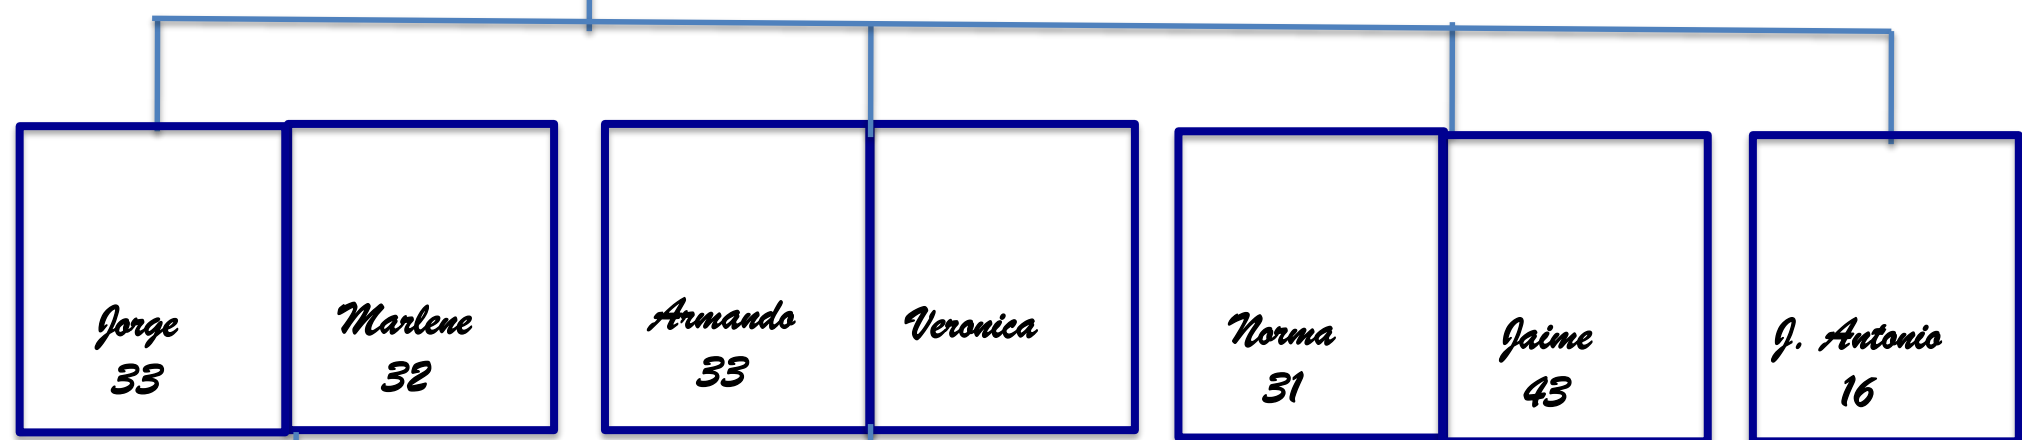 Jorge
33
Marlene
32
Armando
33
Veronica
Norma
31
Jaime
43
J. Antonio
16